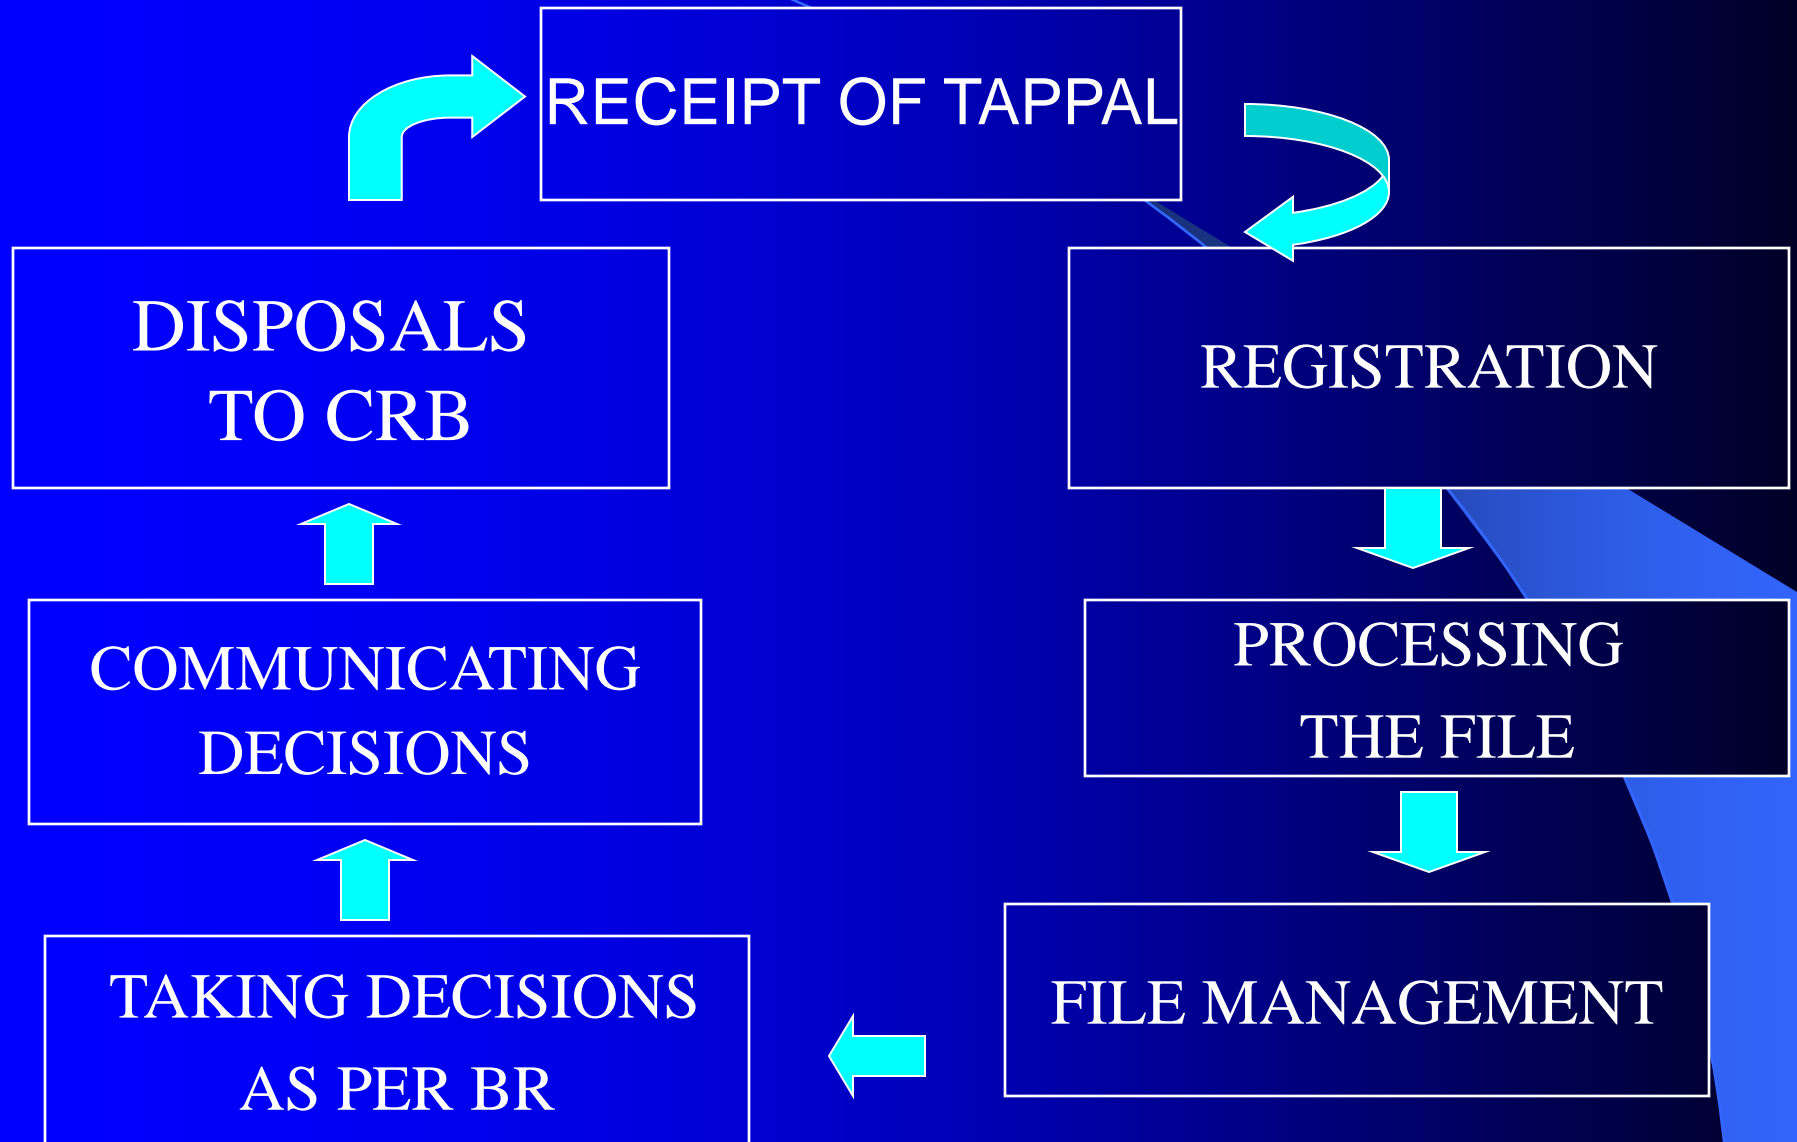 RECEIPT OF TAPPAL
REGISTRATION
PROCESSING
THE FILE
FILE MANAGEMENT
TAKING DECISIONS
AS PER BR
COMMUNICATING
DECISIONS
DISPOSALS
TO CRB